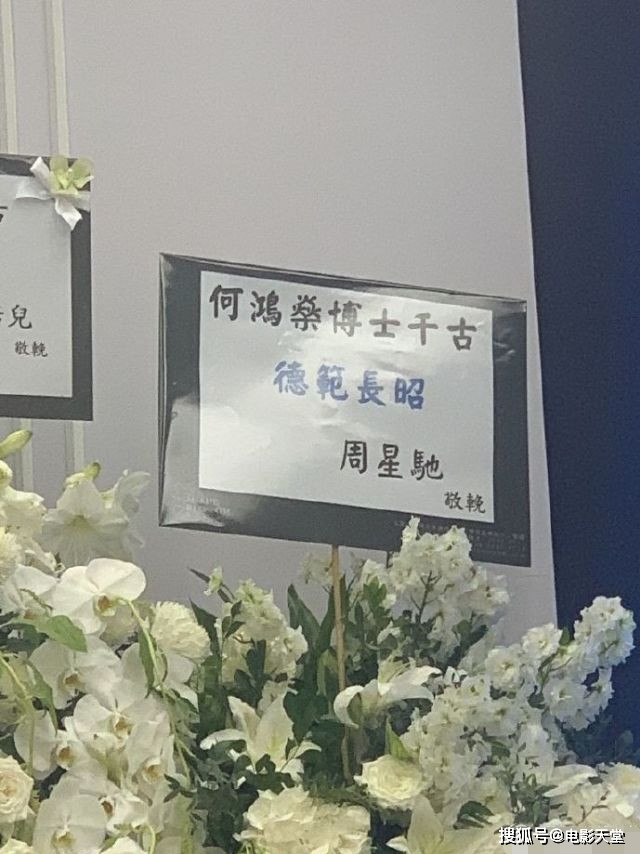 兒
敬輓
何鴻燊博士千古
德範長昭
周星馳
敬輓
搜狐号@电影天堂